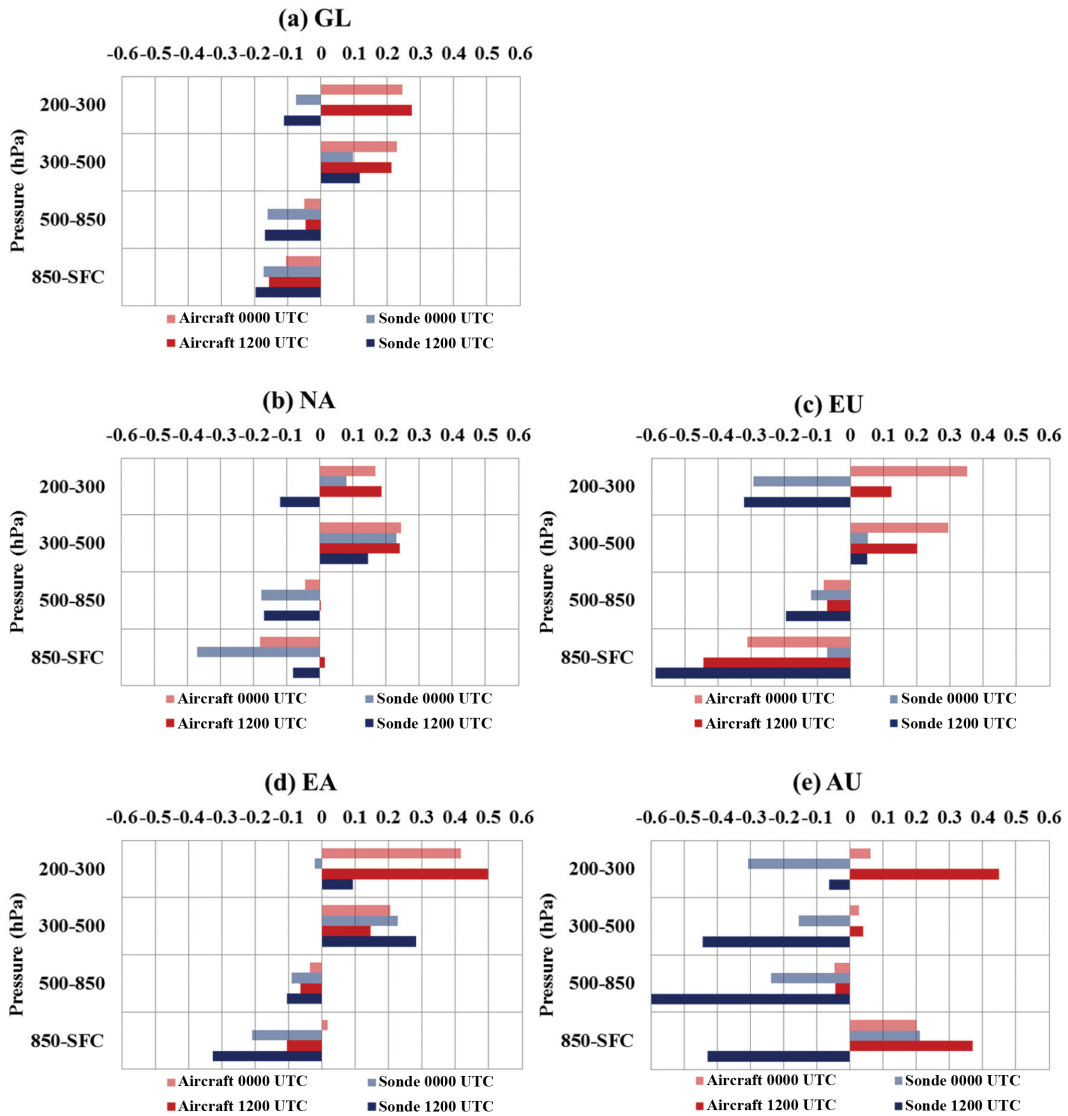 (a) GL
-0.6-0.5-0.4-0.3-0.2-0.1 0 0.1 0.2 0.3 0.4 0.5 0.6
Pressure (hPa)
200-300
300-500
500-850
850-SFC
Aircraft 0000 UTC Sonde 0000 UTC
Aircraft 1200 UTC Sonde 1200 UTC
(b) NA
-0.6-0.5-0.4-0.3-0.2-0.1 0 0.1 0.2 0.3 0.4 0.5 0.6
Pressure (hPa)
200-300
300-500
500-850
850-SFC
Aircraft 0000 UTC Sonde 0000 UTC
Aircraft 1200 UTC Sonde 1200 UTC
(c) EU
-0.6-0.5-0.4-0.3-0.2-0.1 0 0.1 0.2 0.3 0.4 0.5 0.6
Pressure (hPa)
200-300
300-500
500-850
850-SFC
Aircraft 0000 UTC Sonde 0000 UTC
Aircraft 1200 UTC Sonde 1200 UTC
(d) EA
-0.6-0.5-0.4-0.3-0.2-0.1 0 0.1 0.2 0.3 0.4 0.5 0.6
Pressure (hPa)
200-300
300-500
500-850
850-SFC
Aircraft 0000 UTC Sonde 0000 UTC
Aircraft 1200 UTC Sonde 1200 UTC
(e) AU
-0.6-0.5-0.4-0.3-0.2-0.1 0 0.1 0.2 0.3 0.4 0.5 0.6
Pressure (hPa)
200-300
300-500
500-850
850-SFC
Aircraft 0000 UTC Sonde 0000 UTC
Aircraft 1200 UTC Sonde 1200 UTC